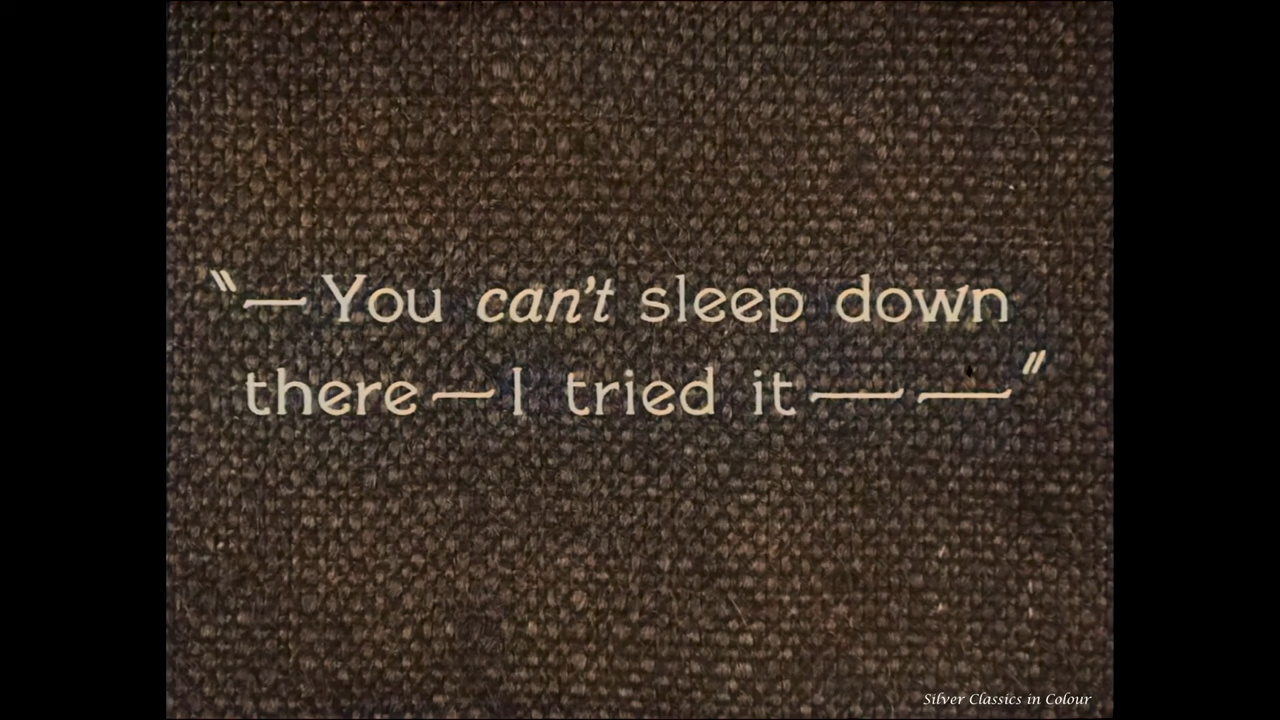 "—You can't sleep down
there—I tried it— —"
Silver Classics in Colour